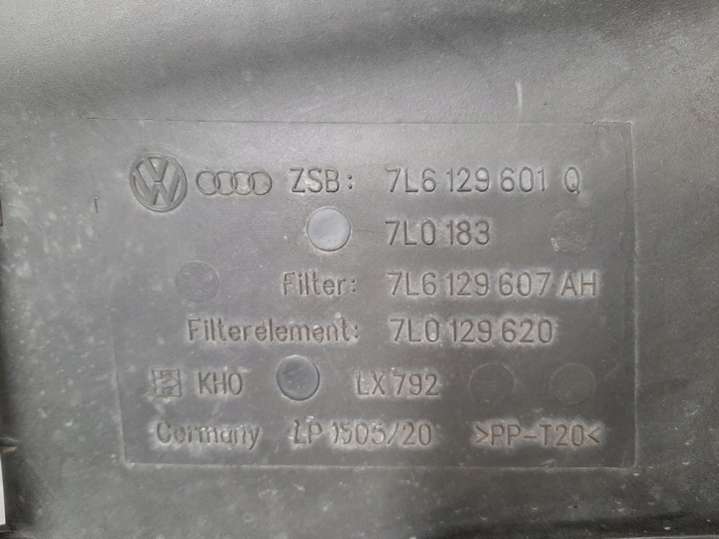 ZSB: 7L6 129 601 Q
7L0 183
Filter: 7L6 129 607 AH
Filterelement: 7L0 129 620
KHO LX 792
Germany LP 1505/20 >PP-T20<